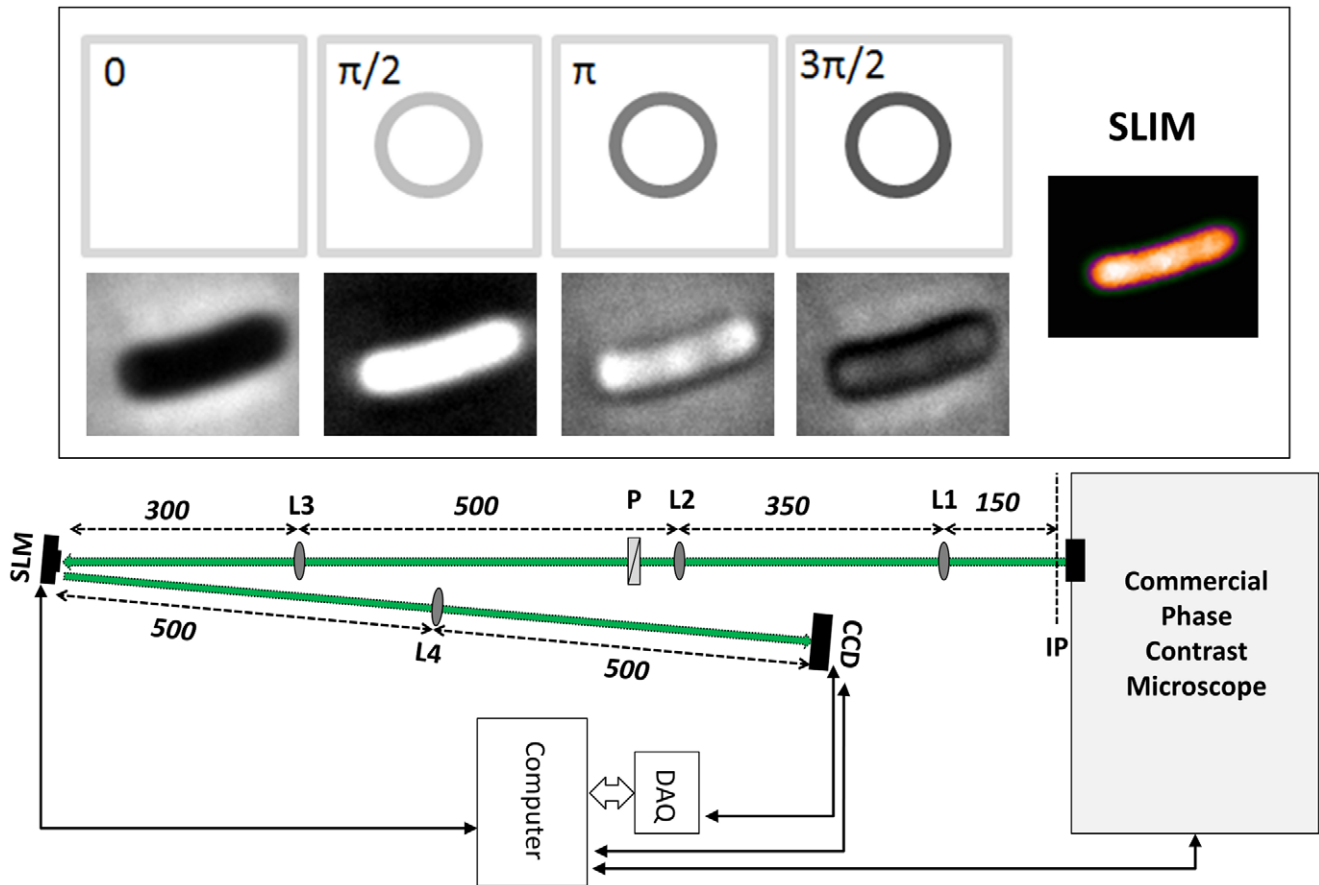 0
π/2
π
3π/2
SLIM
300
L3
500
P
L2
350
L1
150
SLM
500
L4
500
CCD
IP
Commercial
Phase
Contrast
Microscope
Computer
DAQ